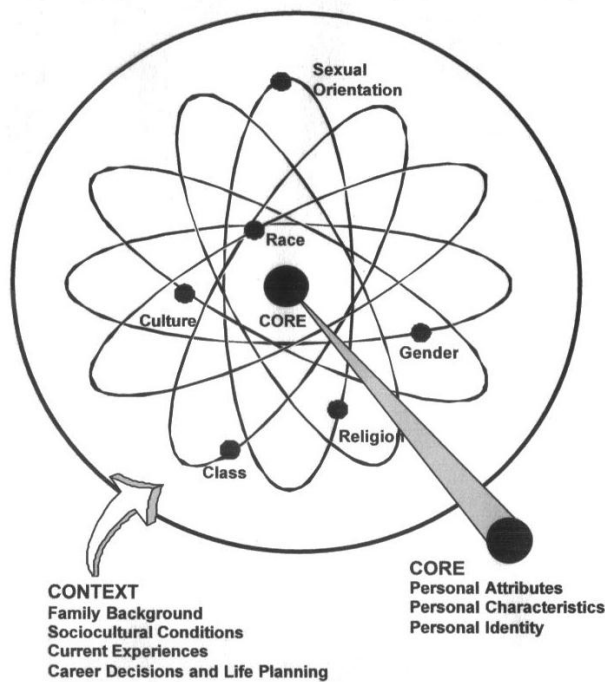 Sexual
Orientation
Race
Culture
CORE
Gender
Religion
Class
CONTEXT
Family Background
Sociocultural Conditions
Current Experiences
Career Decisions and Life Planning
CORE
Personal Attributes
Personal Characteristics
Personal Identity